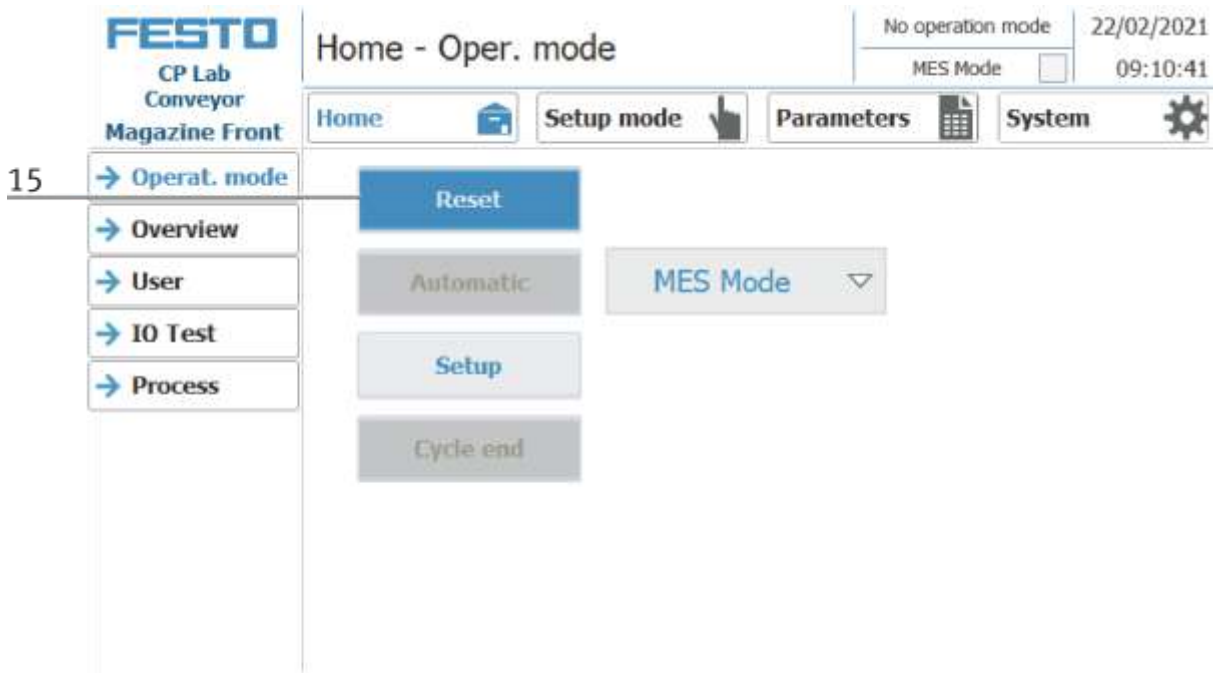 FESTO
CP Lab
Conveyor
Magazine Front
Home - Oper. mode
No operation mode
MES Mode
22/02/2021
09:10:41
Home
Setup mode
Parameters
System
15
Operat. mode
Overview
User
IO Test
Process
Reset
Automatic
MES Mode
Setup
Cycle end